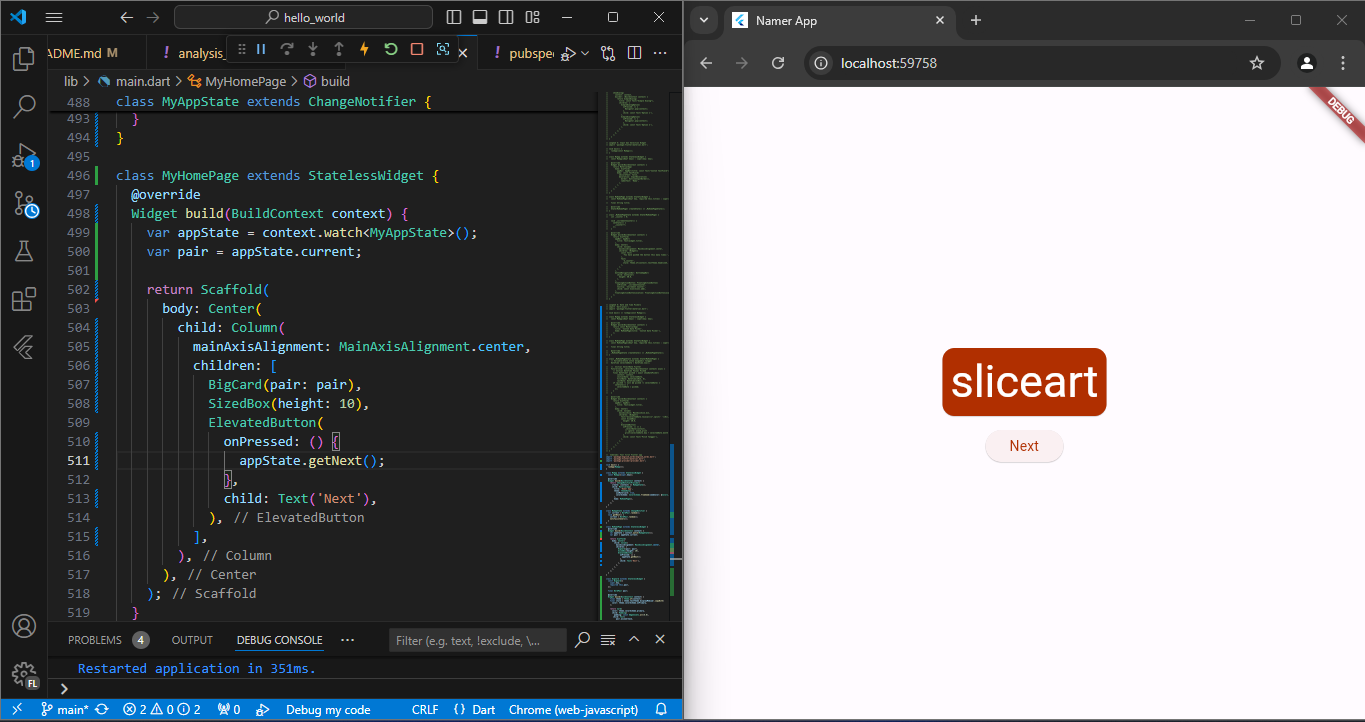 hello_world
ADME.md M
! analysis_
! pubspe
lib > main.dart > MyHomePage > build
488 class MyAppState extends ChangeNotifier {
493 }
494 }
495
496 class MyHomePage extends StatelessWidget {
497 @override
498 Widget build(BuildContext context) {
499 var appState = context.watch<MyAppState>();
500 var pair = appState.current;
501
502 return Scaffold(
503 body: Center(
504 child: Column(
505 mainAxisAlignment: MainAxisAlignment.center,
506 children: [
507 BigCard(pair: pair),
508 SizedBox(height: 10),
509 ElevatedButton(
510 onPressed: () {
511 appState.getNext();
512 },
513 child: Text('Next'),
514 ), // ElevatedButton
515 ],
516 ), // Column
517 ), // Center
518 ); // Scaffold
519 }
1
FL
PROBLEMS 4 OUTPUT DEBUG CONSOLE ···
Filter (e.g. text, !exclude, \...
Restarted application in 351ms.
>
main* 2 0 2 0 Debug my code CRLF {} Dart Chrome (web-javascript)
Namer App
localhost:59758
DEBUG
sliceart
Next